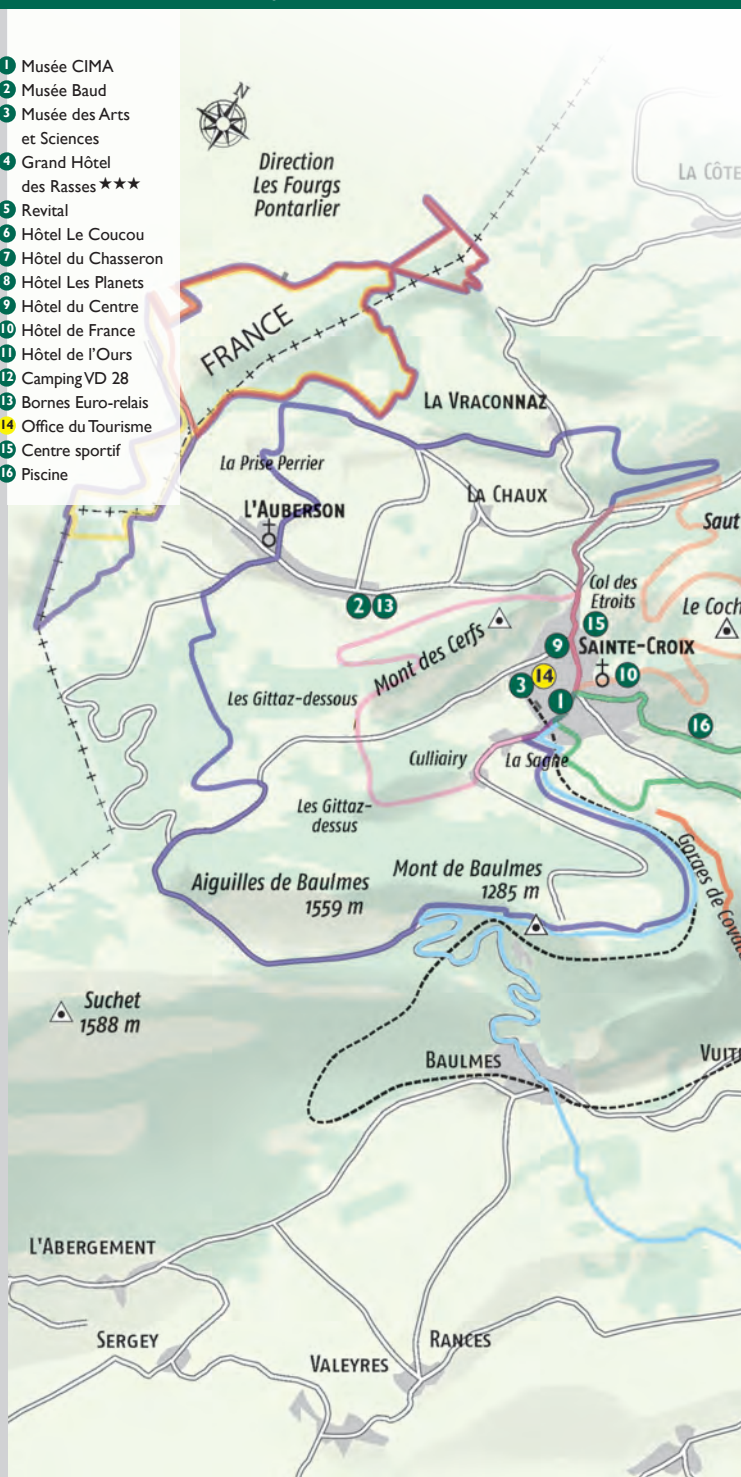 1 Musée CIMA
2 Musée Baud
3 Musée des Arts
et Sciences
4 Grand Hôtel
des Rasses ★★★
5 Revital
6 Hôtel Le Coucou
7 Hôtel du Chasseron
8 Hôtel Les Planets
9 Hôtel du Centre
10 Hôtel de France
11 Hôtel de l'Ours
12 Camping VD 28
13 Bornes Euro-relais
14 Office du Tourisme
15 Centre sportif
16 Piscine
N
Direction
Les Fourgs
Pontarlier
LA CÔTE
FRANCE
LA VRACONNAZ
La Prise Perrier
LA CHAUX
L'AUBERSON
Saut
2 13
Col des
Etroits
Le Coch
15
Mont des Cerfs
9
SAINTE-CROIX
14
10
3
1
Les Gittaz-dessous
16
Culliairy
La Sagne
Les Gittaz-
dessus
Gorges de Covata
Aiguilles de Baulmes
1559 m
Mont de Baulmes
1285 m
Suchet
1588 m
BAULMES
VUITE
L'ABERGEMENT
SERGEY
RANCES
VALEYRES